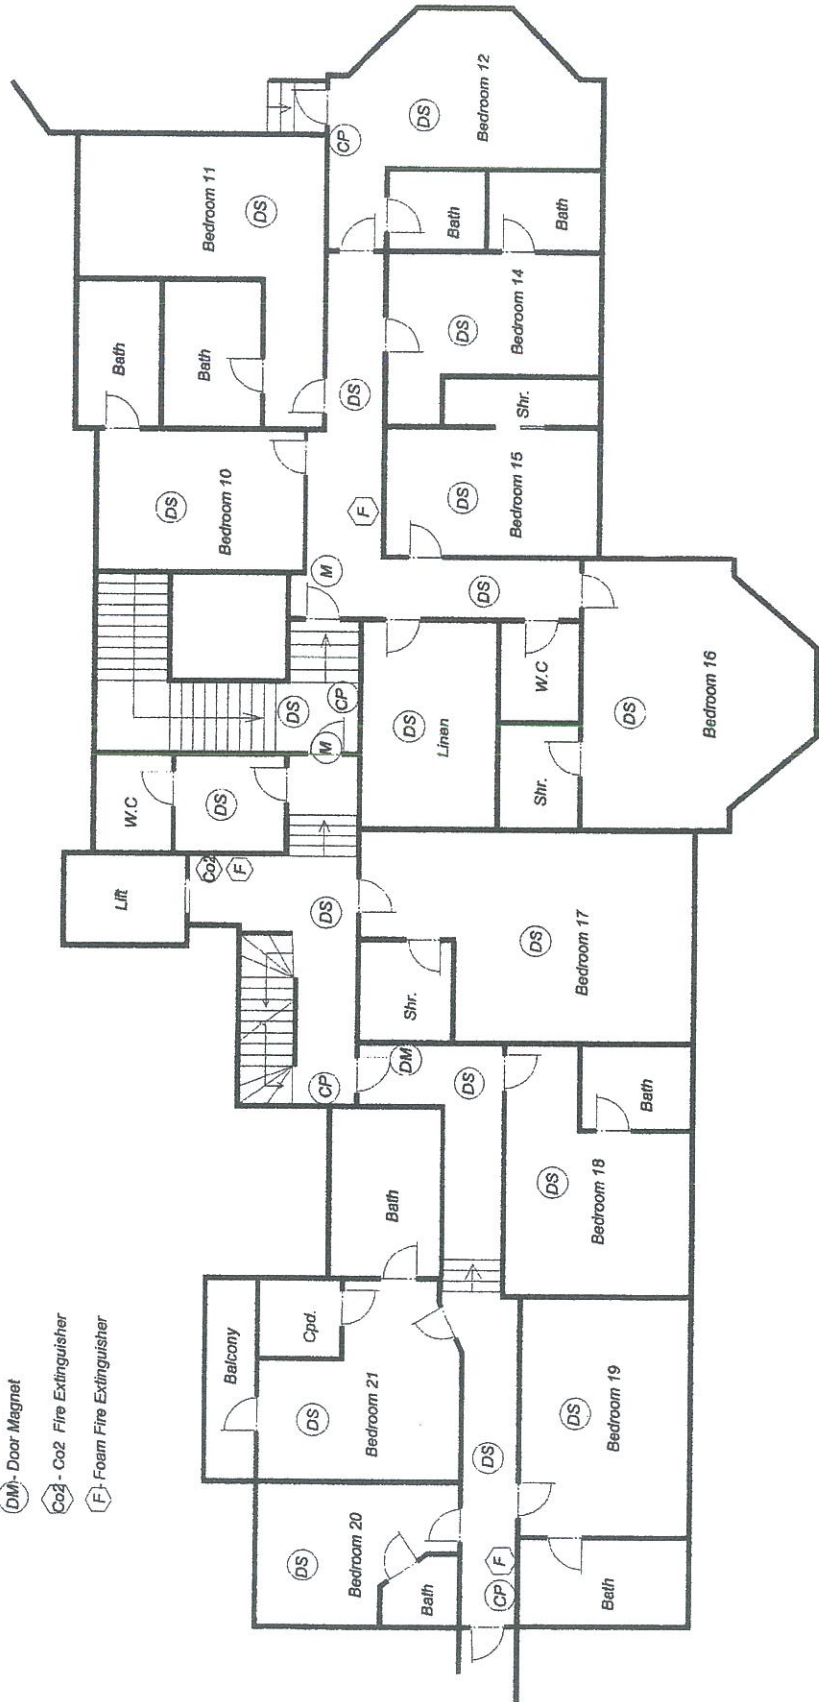 DM - Door Magnet
Co2 - Co2 Fire Extinguisher
F - Foam Fire Extinguisher
Lift
W.C
Bath
Bedroom 11
Balcony
Bath
DS
Cpd.
DS
DS
Bedroom 10
DS
Co2
F
DS
DS
Bedroom 20
DS
Bedroom 21
CP
DS
M
CP
M
DS
CP
Bath
Bath
DM
Shr.
DS
Linen
F
DS
Bedroom 12
Bath
CP
F
DS
DS
DS
W.C
DS
Bedroom 15
DS
Bedroom 14
Shr.
Bath
Bath
DS
Bedroom 19
DS
Bedroom 18
Bath
DS
Bedroom 17
Shr.
DS
Bedroom 16